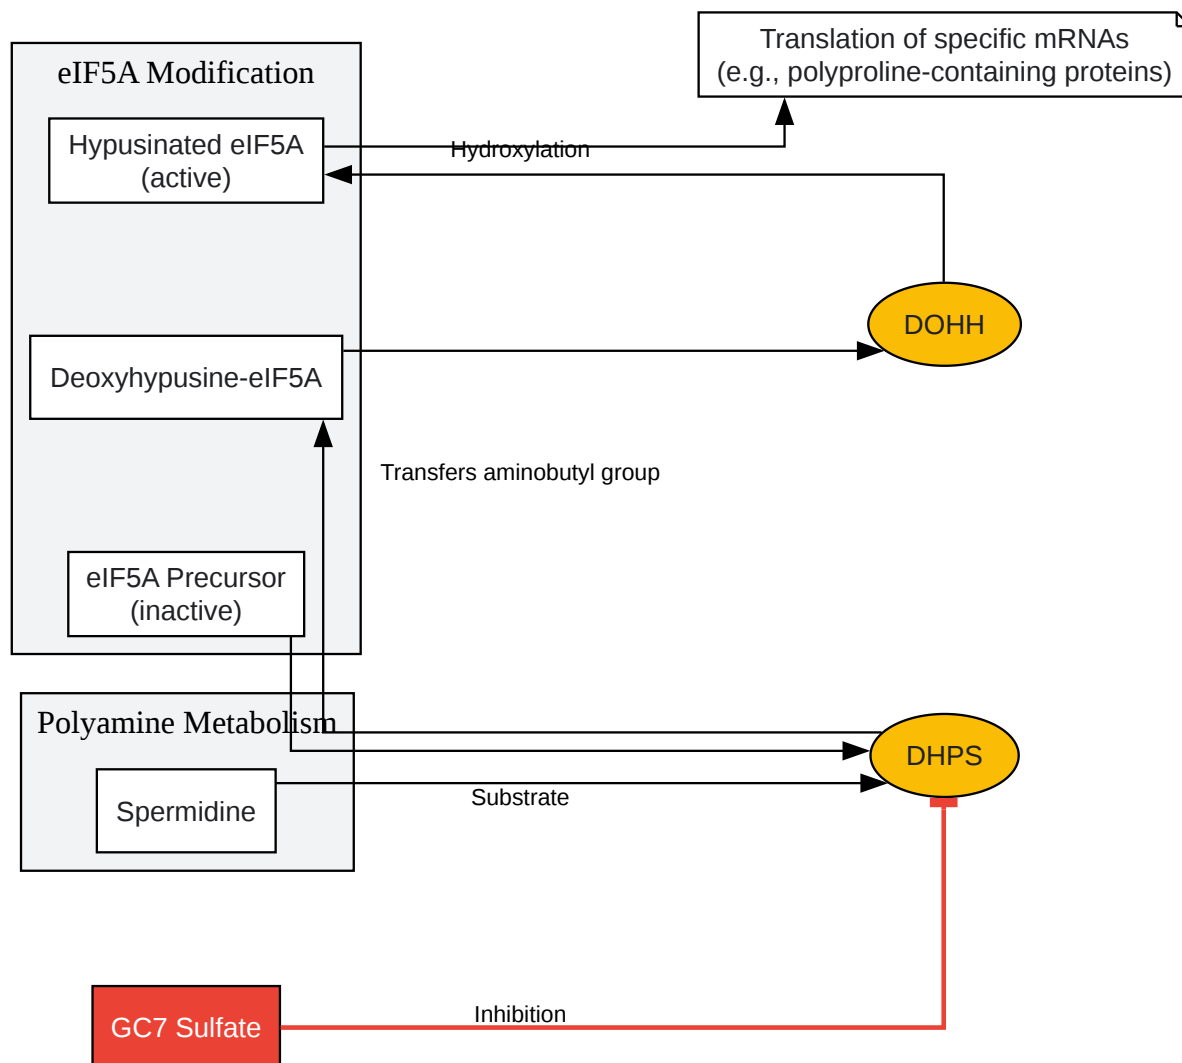 Translation of specific mRNAs
(e.g., polyproline-containing proteins)
eIF5A Modification
Hypusinated eIF5A
(active)
Hydroxylation
DOHH
Deoxyhypusine-eIF5A
Transfers aminobutyl group
eIF5A Precursor
(inactive)
Polyamine Metabolism
DHPS
Spermidine
Substrate
GC7 Sulfate
Inhibition